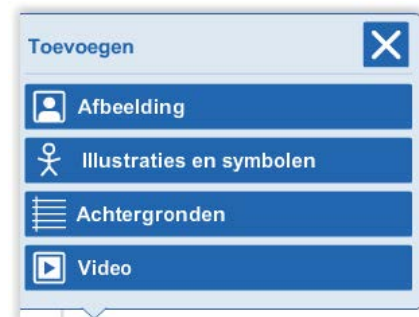 Toevoegen
Afbeelding
Illustraties en symbolen
Achtergronden
Video